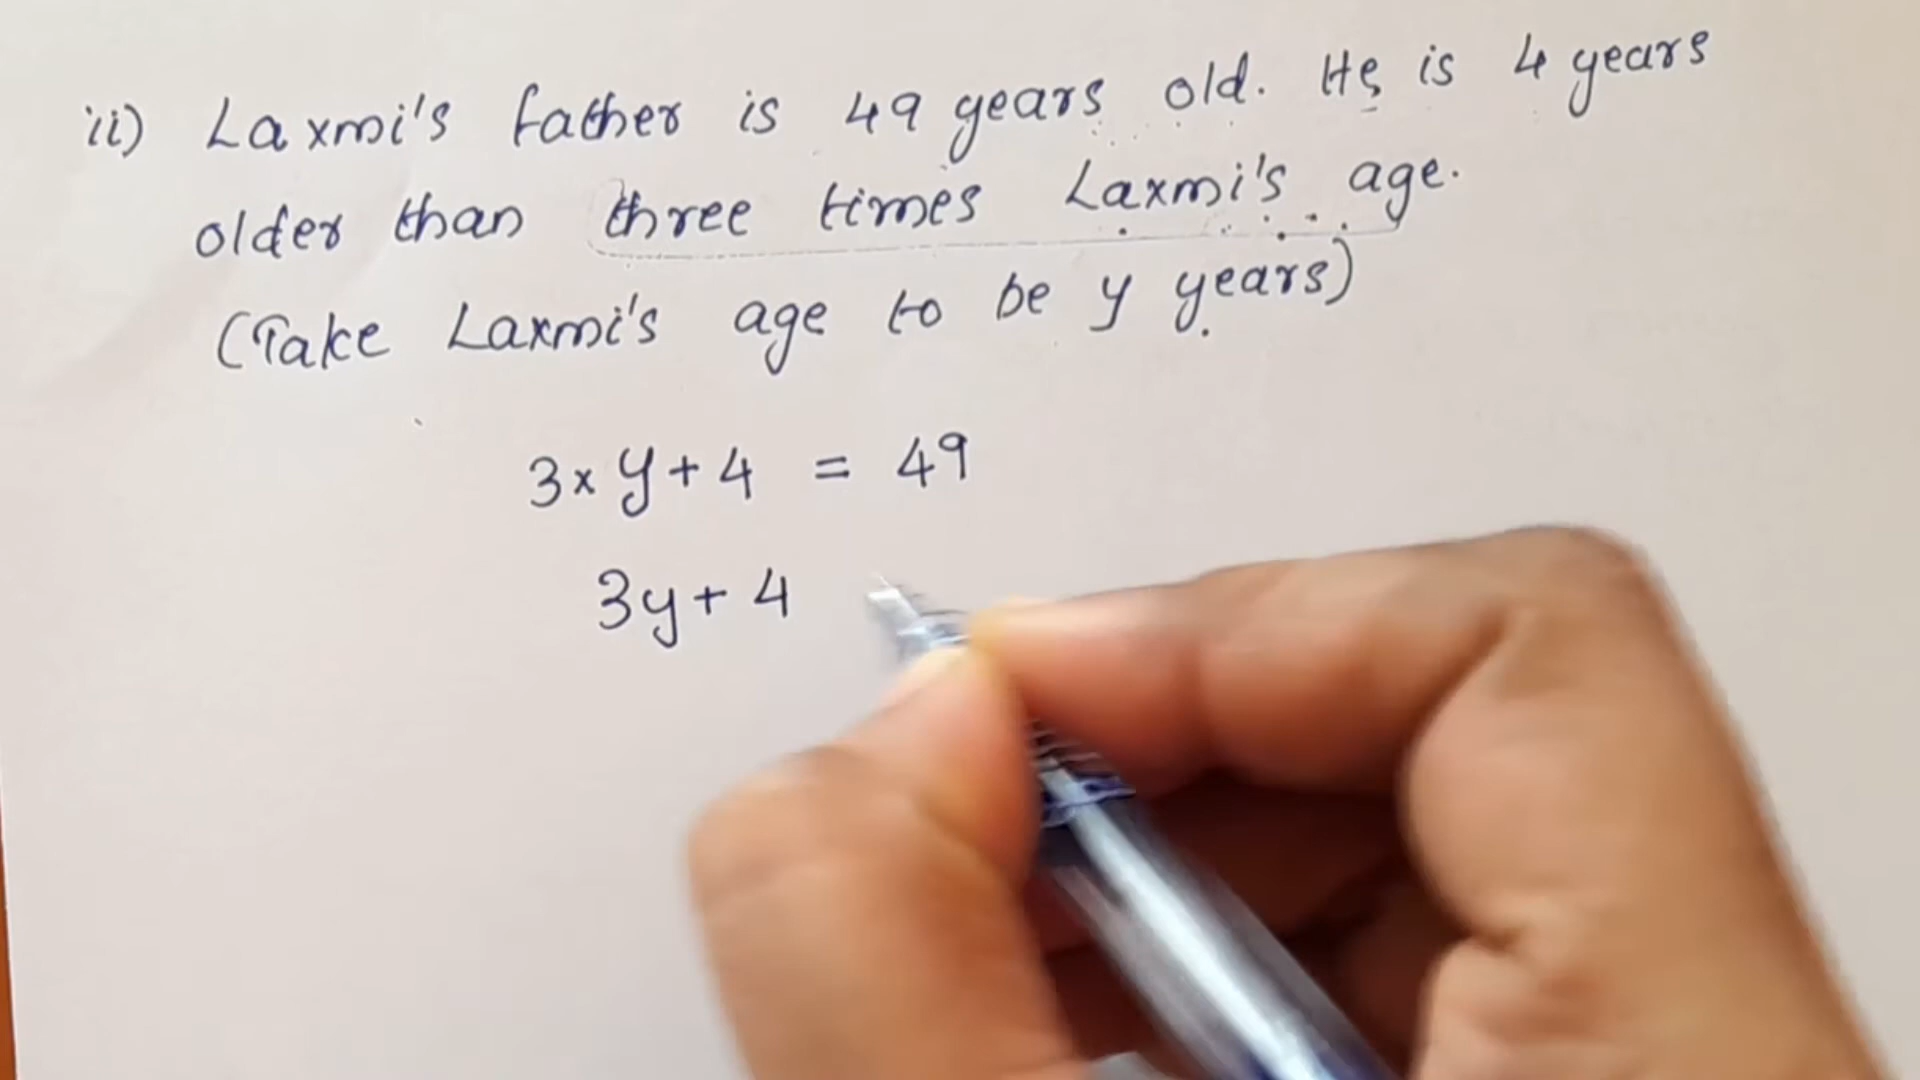 ii) Laxmi's father is 49 years old. He is 4 years
older than three times Laxmi's age.
(Take Laxmi's age to be y years)
3 × y + 4 = 49
3y + 4